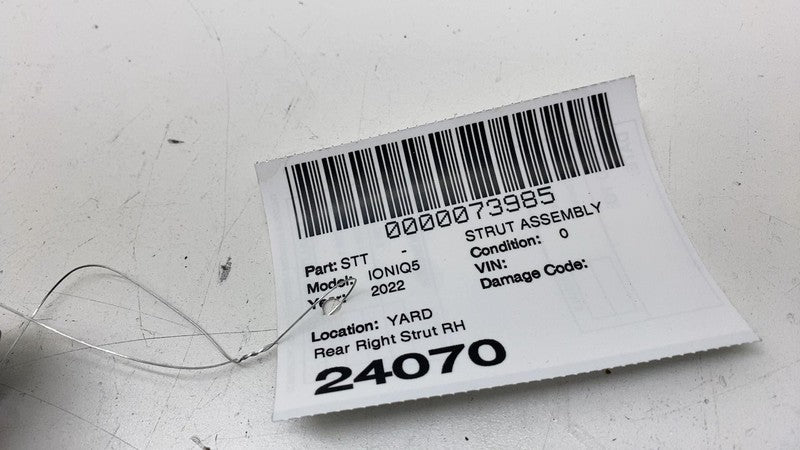 0000073985
Part: STT - STRUT ASSEMBLY
Model: IONIQ5 Condition: 0
Year: 2022 VIN:
Damage Code:
Location: YARD
Rear Right Strut RH
24070